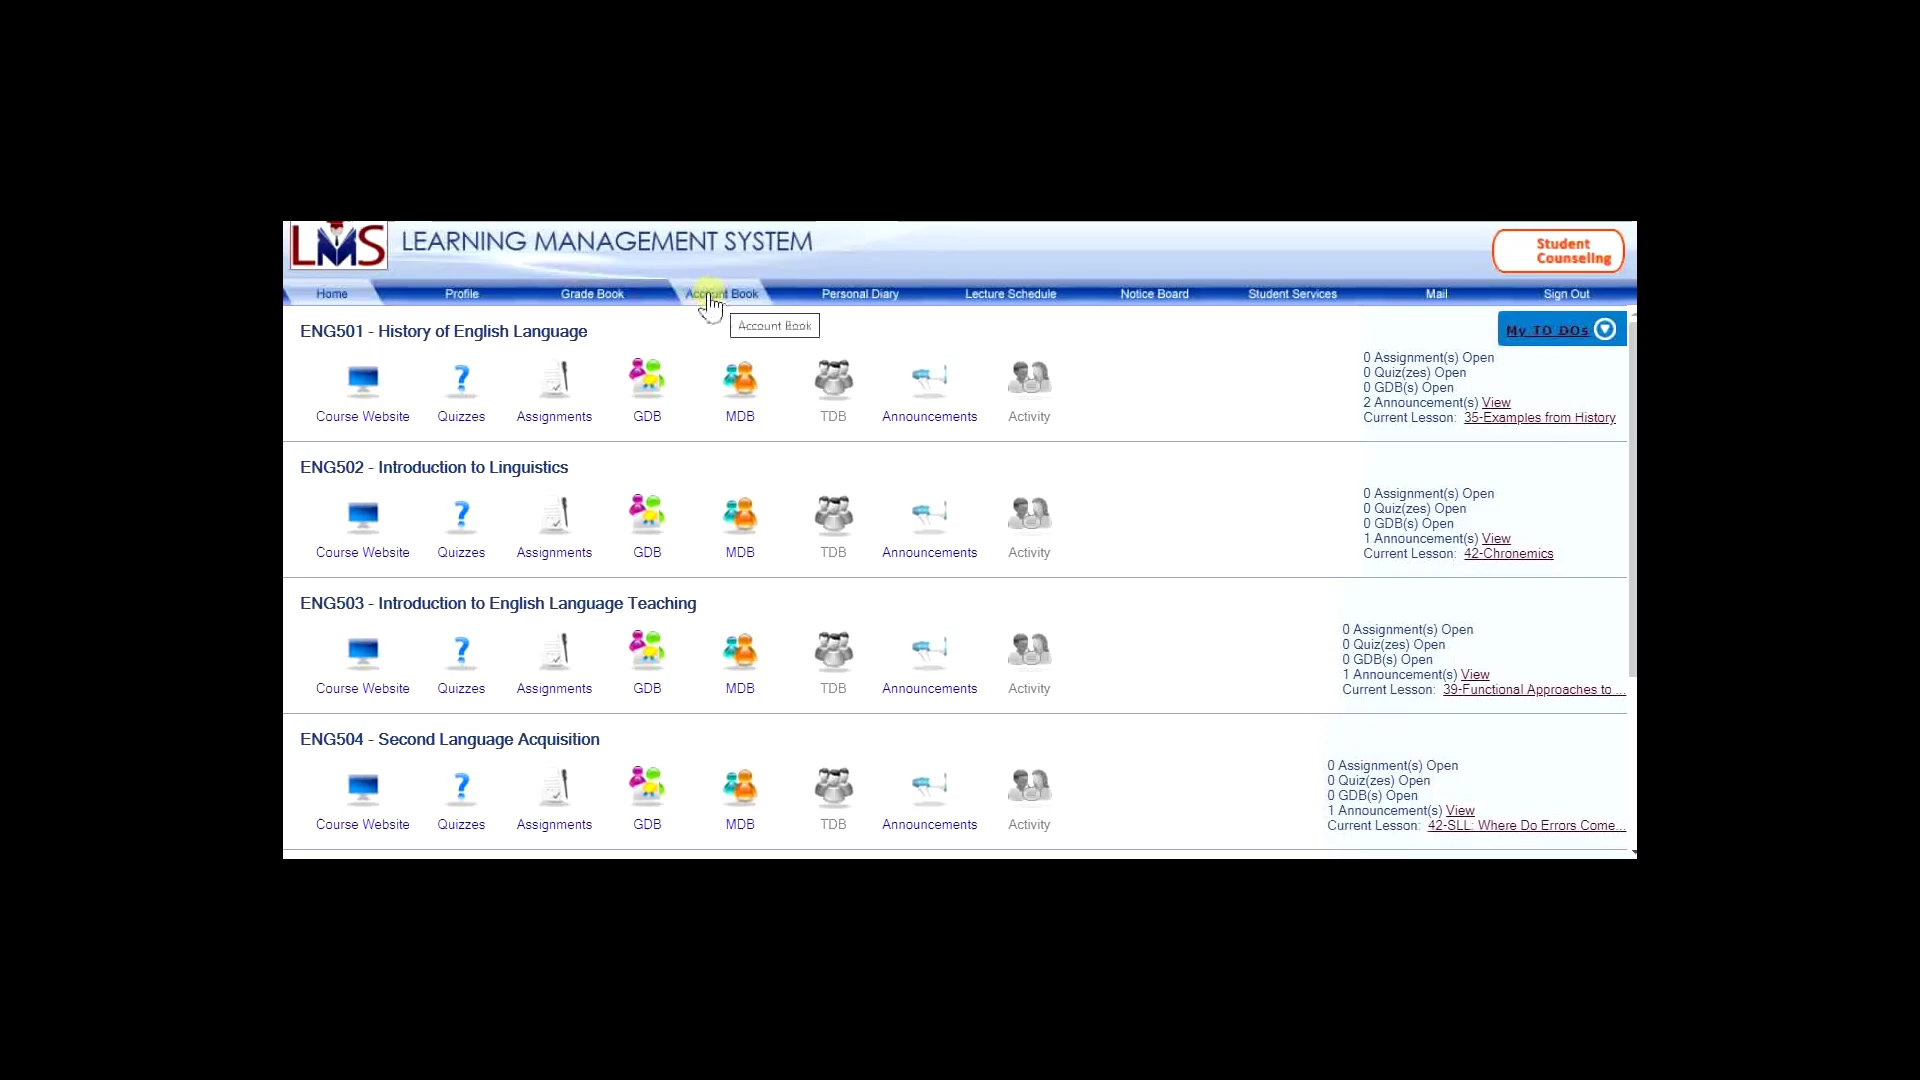 LMS LEARNING MANAGEMENT SYSTEM
Student
Counseling
Home Profile Grade Book Account Book Personal Diary Lecture Schedule Notice Board Student Services Mail Sign Out
Account Book
ENG501 - History of English Language
My TO DOs
0 Assignment(s) Open
0 Quiz(zes) Open
0 GDB(s) Open
2 Announcement(s) View
Current Lesson: 35-Examples from History
Course Website Quizzes Assignments GDB MDB TDB Announcements Activity
ENG502 - Introduction to Linguistics
0 Assignment(s) Open
0 Quiz(zes) Open
0 GDB(s) Open
1 Announcement(s) View
Current Lesson: 42-Chronemics
Course Website Quizzes Assignments GDB MDB TDB Announcements Activity
ENG503 - Introduction to English Language Teaching
0 Assignment(s) Open
0 Quiz(zes) Open
0 GDB(s) Open
1 Announcement(s) View
Current Lesson: 39-Functional Approaches to ...
Course Website Quizzes Assignments GDB MDB TDB Announcements Activity
ENG504 - Second Language Acquisition
0 Assignment(s) Open
0 Quiz(zes) Open
0 GDB(s) Open
1 Announcement(s) View
Current Lesson: 42-SLL: Where Do Errors Come...
Course Website Quizzes Assignments GDB MDB TDB Announcements Activity